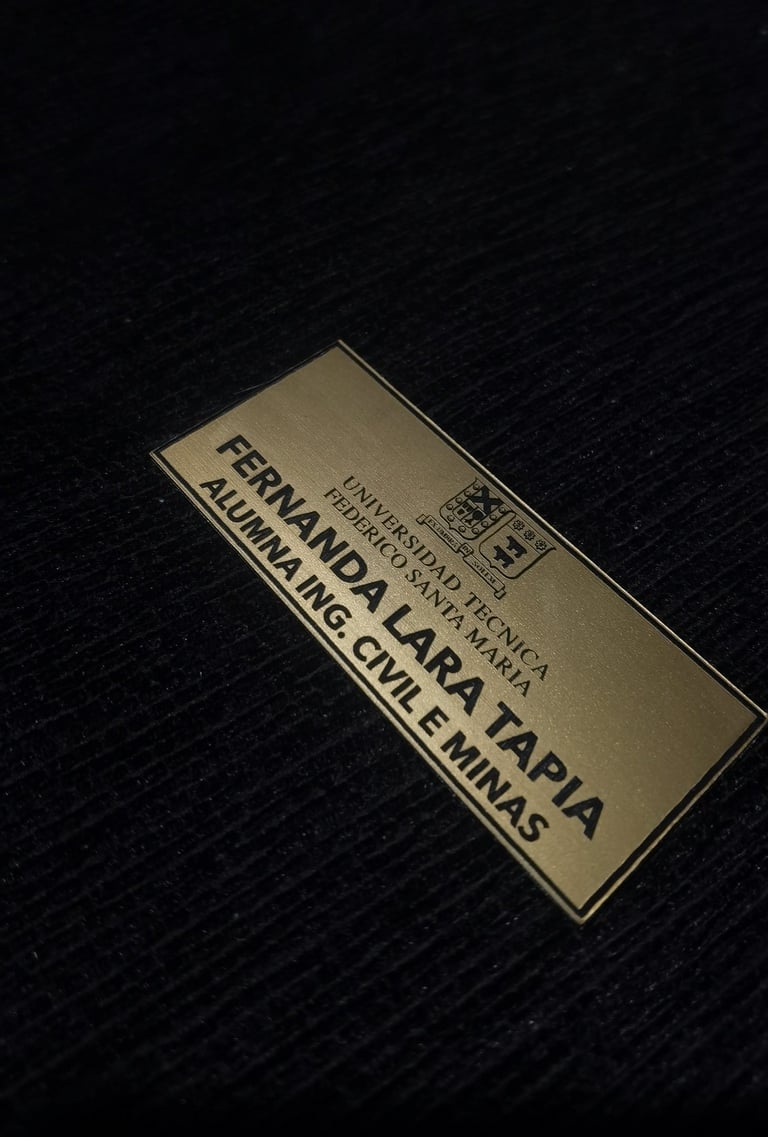 UNIVERSIDAD TECNICA
FEDERICO SANTA MARIA
FERNANDA LARA TAPIA
ALUMNA ING. CIVIL E MINAS